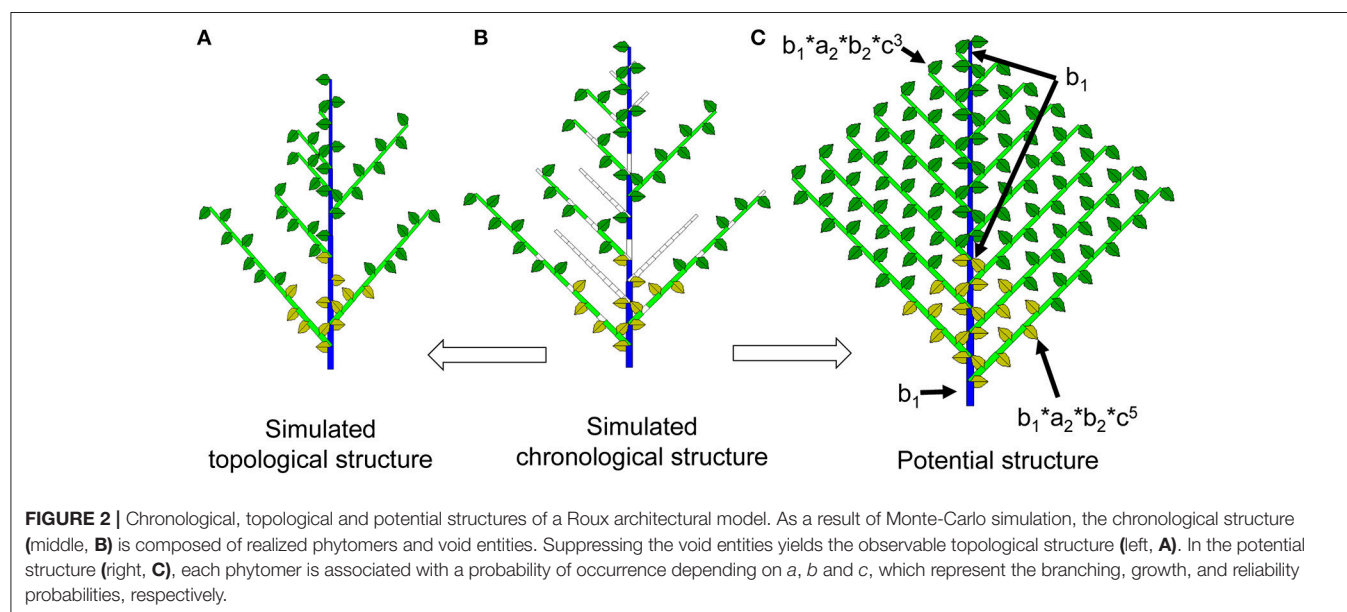 A
B
C
b₁*a₂*b₂*c³
b₁
b₁
b₁*a₂*b₂*c⁵
Simulated
topological structure
Simulated
chronological structure
Potential structure
FIGURE 2 | Chronological, topological and potential structures of a Roux architectural model. As a result of Monte-Carlo simulation, the chronological structure
(middle, B) is composed of realized phytomers and void entities. Suppressing the void entities yields the observable topological structure (left, A). In the potential
structure (right, C), each phytomer is associated with a probability of occurrence depending on a, b and c, which represent the branching, growth, and reliability
probabilities, respectively.